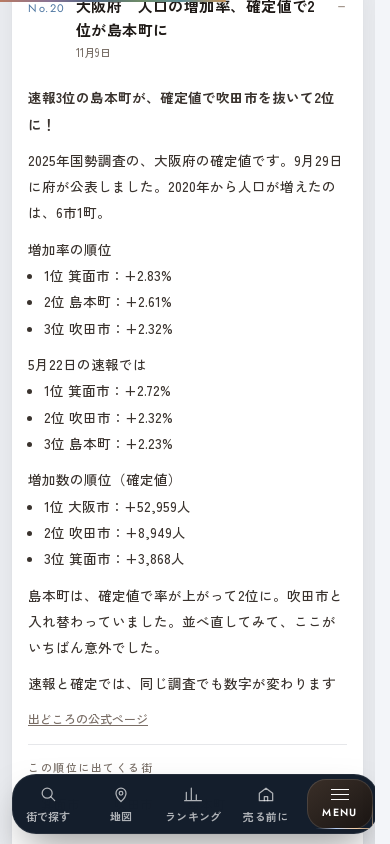 No.20 大阪府　人口の増加率、確定値で2
位が島本町に
11月9日
速報3位の島本町が、確定値で吹田市を抜いて2位
に！
2025年国勢調査の、大阪府の確定値です。9月29日
に府が公表しました。2020年から人口が増えたの
は、6市1町。
増加率の順位
• 1位 箕面市：+2.83%
• 2位 島本町：+2.61%
• 3位 吹田市：+2.32%
5月22日の速報では
• 1位 箕面市：+2.72%
• 2位 吹田市：+2.32%
• 3位 島本町：+2.23%
増加数の順位（確定値）
• 1位 大阪市：+52,959人
• 2位 吹田市：+8,949人
• 3位 箕面市：+3,868人
島本町は、確定値で率が上がって2位に。吹田市と
入れ替わっていました。並べ直してみて、ここが
いちばん意外でした。
速報と確定では、同じ調査でも数字が変わります
出どころの公式ページ
この順位に出てくる街
街で探す 地図 ランキング 売る前に MENU